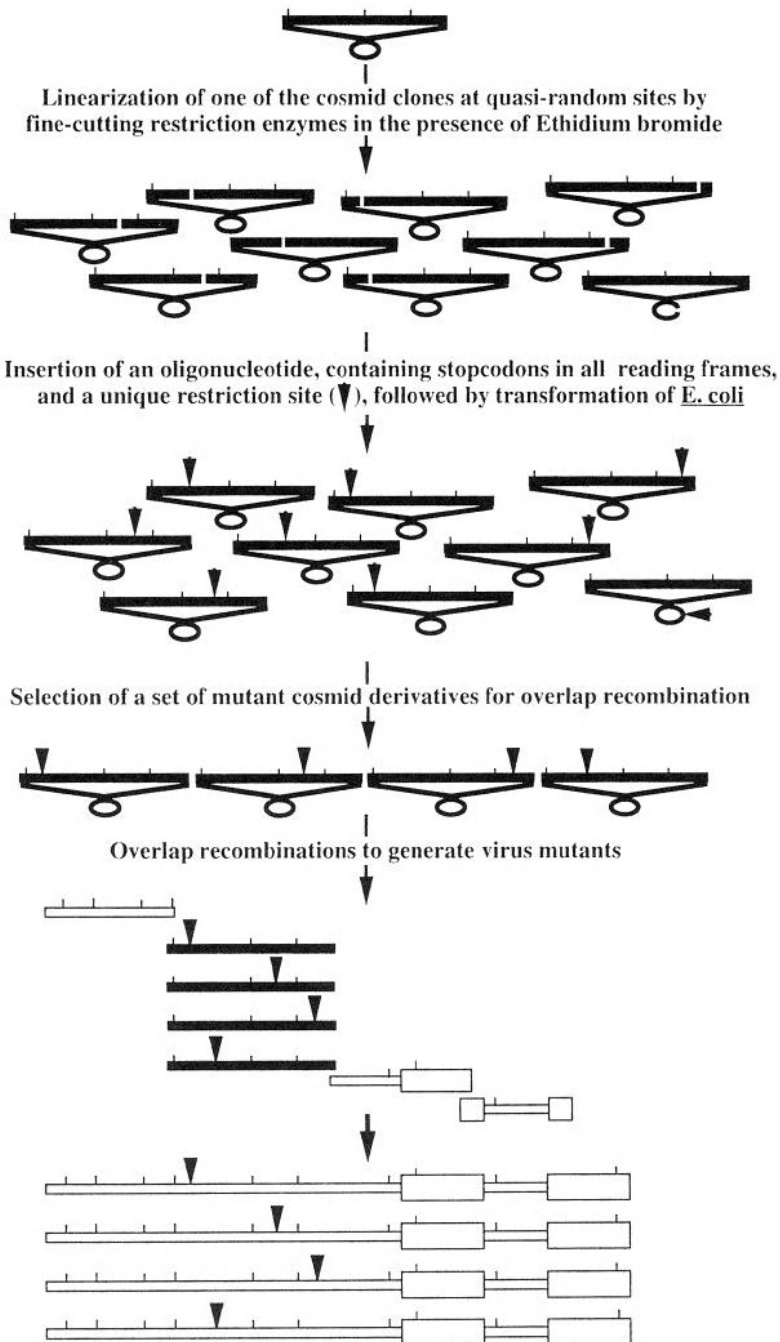 Linearization of one of the cosmid clones at quasi-random sites by
fine-cutting restriction enzymes in the presence of Ethidium bromide
Insertion of an oligonucleotide, containing stopcodons in all reading frames,
and a unique restriction site ( ), followed by transformation of E. coli
Selection of a set of mutant cosmid derivatives for overlap recombination
Overlap recombinations to generate virus mutants